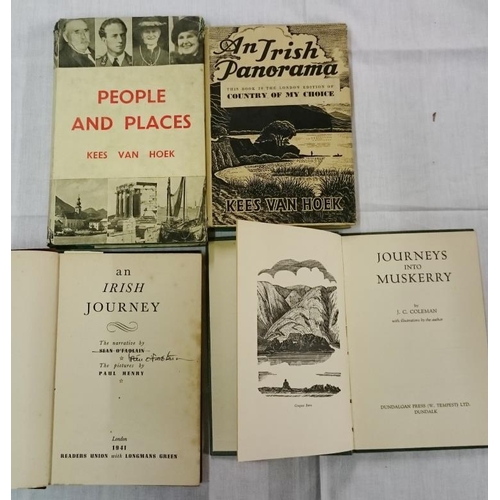 PEOPLE
AND PLACES
KEES VAN HOEK
An Irish
Panorama
THIS BOOK IS THE LONDON EDITION OF
COUNTRY OF MY CHOICE
KEES VAN HOEK
an
IRISH
JOURNEY
The narrative by
SEAN O'FAOLAIN
The pictures by
PAUL HENRY
London
1941
READERS UNION with LONGMANS GREEN
JOURNEYS
INTO
MUSKERRY
by
J. C. COLEMAN
with illustrations by the author
DUNDALGAN PRESS (W. TEMPEST) LTD.
DUNDALK